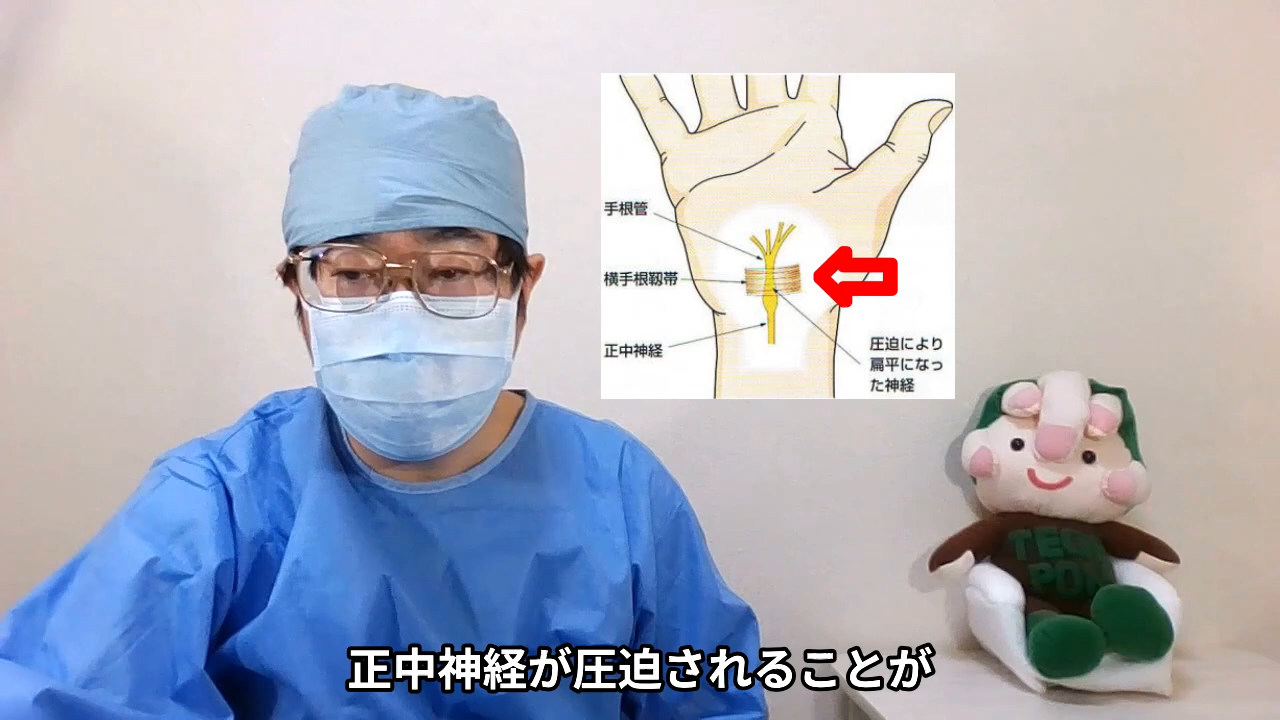 手根管
横手根靱帯
正中神経
圧迫により
扁平になっ
た神経
TECH
正中神経が圧迫されることが